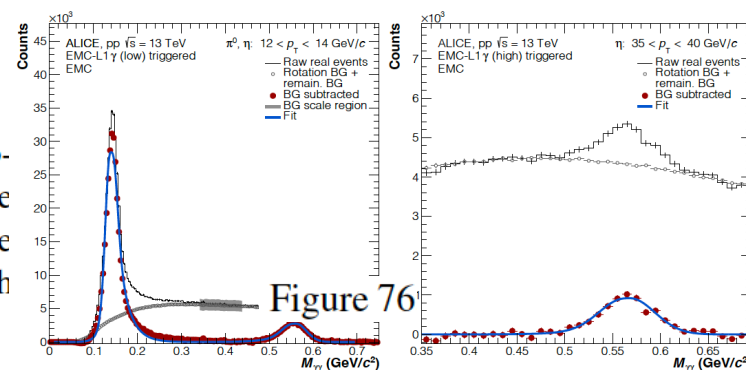 ×10³
Counts
45
40
35
30
25
20
15
10
5
0
ALICE, pp √s = 13 TeV
EMC-L1γ (low) triggered
EMC
π⁰, η: 12 < pT < 14 GeV/c
Raw real events
Rotation BG +
remain. BG
BG subtracted
BG scale region
Fit
0 0.1 0.2 0.3 0.4 0.5 0.6 0.7
Mγγ (GeV/c²)
Figure 76
×10³
Counts
7
6
5
4
3
2
1
0
ALICE, pp √s = 13 TeV
EMC-L1γ (high) triggered
EMC
η: 35 < pT < 40 GeV/c
Raw real events
Rotation BG +
remain. BG
BG subtracted
Fit
0.35 0.4 0.45 0.5 0.55 0.6 0.65
Mγγ (GeV/c²)